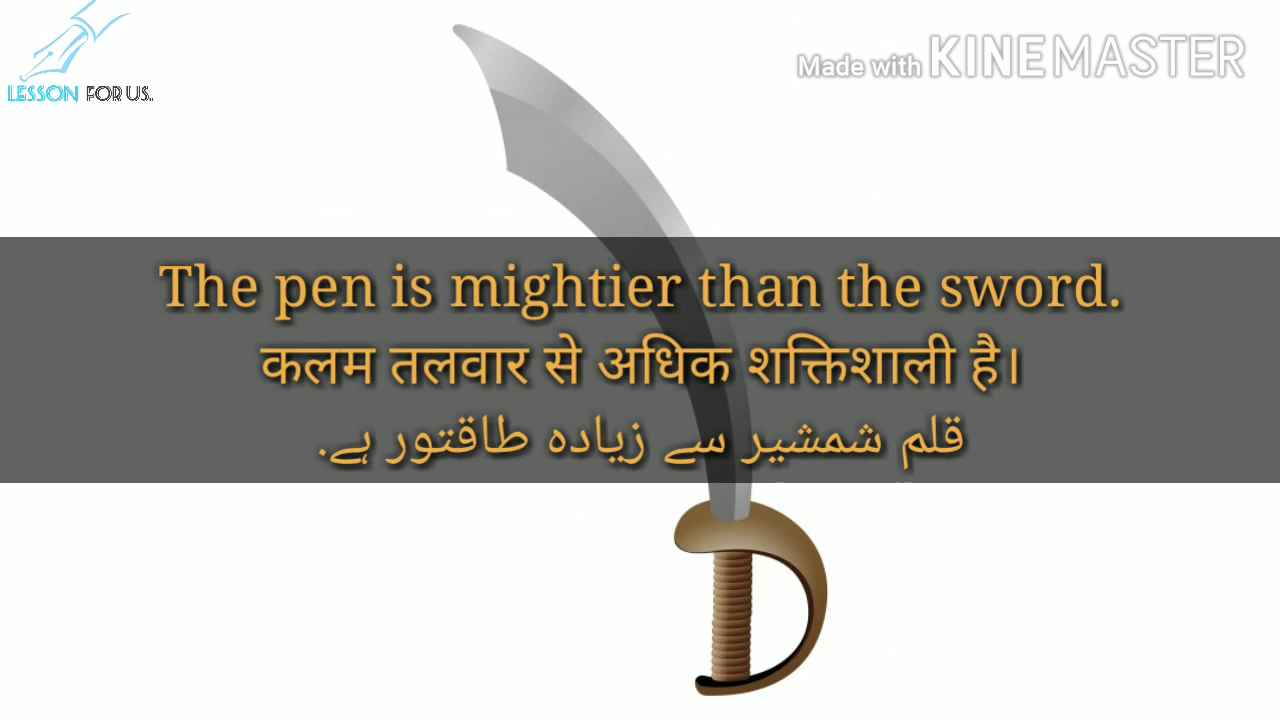 LESSON FOR US.
Made with KINEMASTER
The pen is mightier than the sword.
कलम तलवार से अधिक शक्तिशाली है।
قلم شمشیر سے زیادہ طاقتور ہے.